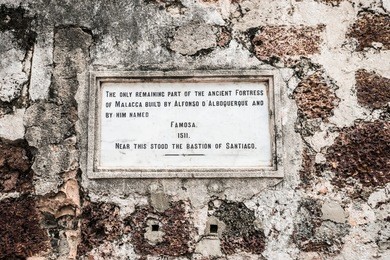 The only remaining part of the ancient Fortress
of Malacca build by Alfonso d'Alboquerque and
by him named
Famosa.
1511.
Near this stood the bastion of Santiago.